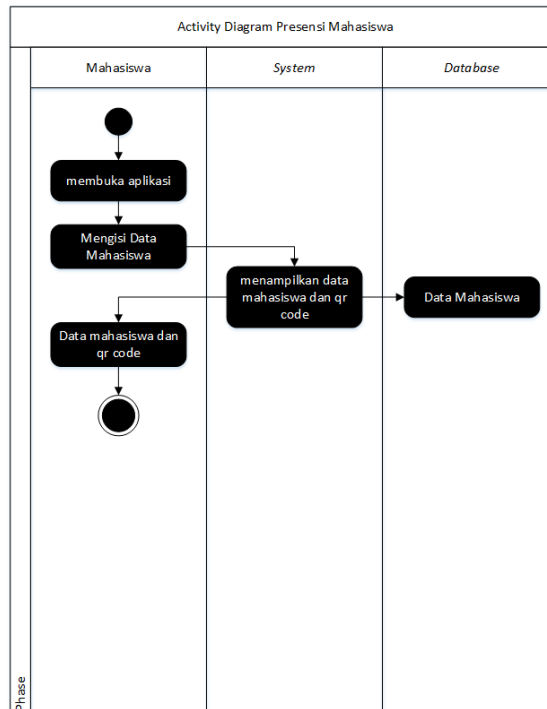 Activity Diagram Presensi Mahasiswa
Mahasiswa
System
Database
membuka aplikasi
Mengisi Data
Mahasiswa
menampilkan data
mahasiswa dan qr
code
Data Mahasiswa
Data mahasiswa dan
qr code
Phase